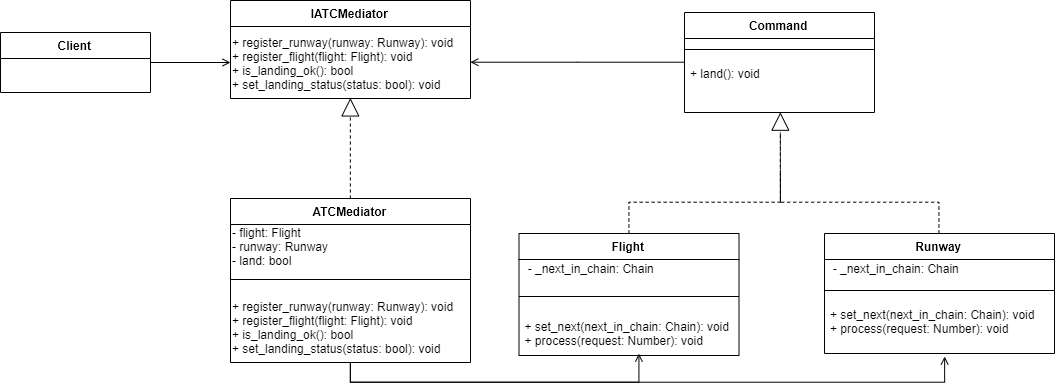 Client
IATCMediator
+ register_runway(runway: Runway): void
+ register_flight(flight: Flight): void
+ is_landing_ok(): bool
+ set_landing_status(status: bool): void
Command
+ land(): void
ATCMediator
- flight: Flight
- runway: Runway
- land: bool
+ register_runway(runway: Runway): void
+ register_flight(flight: Flight): void
+ is_landing_ok(): bool
+ set_landing_status(status: bool): void
Flight
- _next_in_chain: Chain
+ set_next(next_in_chain: Chain): void
+ process(request: Number): void
Runway
- _next_in_chain: Chain
+ set_next(next_in_chain: Chain): void
+ process(request: Number): void